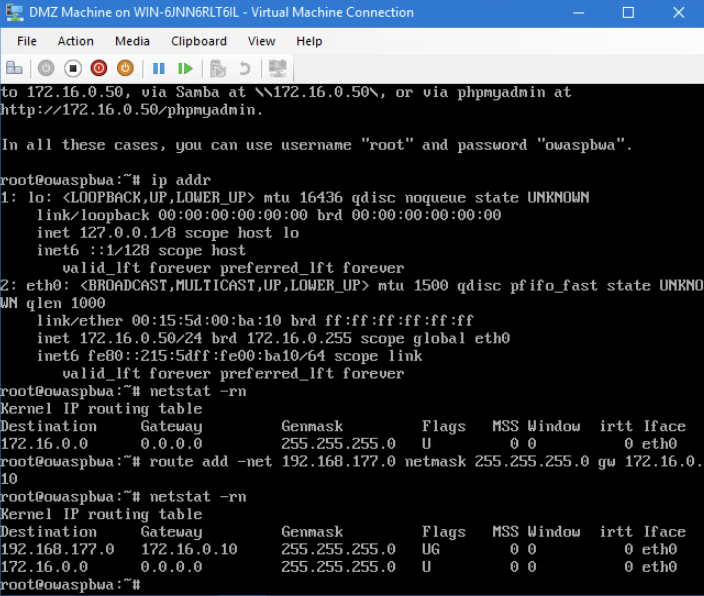 DMZ Machine on WIN-6JNN6RLT6IL - Virtual Machine Connection
File Action Media Clipboard View Help
to 172.16.0.50, via Samba at \\172.16.0.50\, or via phpmyadmin at
http://172.16.0.50/phpmyadmin.
In all these cases, you can use username "root" and password "owaspbwa".
root@owaspbwa:~# ip addr
1: lo: <LOOPBACK,UP,LOWER_UP> mtu 16436 qdisc noqueue state UNKNOWN
link/loopback 00:00:00:00:00:00 brd 00:00:00:00:00:00
inet 127.0.0.1/8 scope host lo
inet6 ::1/128 scope host
valid_lft forever preferred_lft forever
2: eth0: <BROADCAST,MULTICAST,UP,LOWER_UP> mtu 1500 qdisc pfifo_fast state UNKNO
WN qlen 1000
link/ether 00:15:5d:00:ba:10 brd ff:ff:ff:ff:ff:ff
inet 172.16.0.50/24 brd 172.16.0.255 scope global eth0
inet6 fe80::215:5dff:fe00:ba10/64 scope link
valid_lft forever preferred_lft forever
root@owaspbwa:~# netstat -rn
Kernel IP routing table
Destination Gateway Genmask Flags MSS Window irtt Iface
172.16.0.0 0.0.0.0 255.255.255.0 U 0 0 0 eth0
root@owaspbwa:~# route add -net 192.168.177.0 netmask 255.255.255.0 gw 172.16.0.
10
root@owaspbwa:~# netstat -rn
Kernel IP routing table
Destination Gateway Genmask Flags MSS Window irtt Iface
192.168.177.0 172.16.0.10 255.255.255.0 UG 0 0 0 eth0
172.16.0.0 0.0.0.0 255.255.255.0 U 0 0 0 eth0
root@owaspbwa:~#